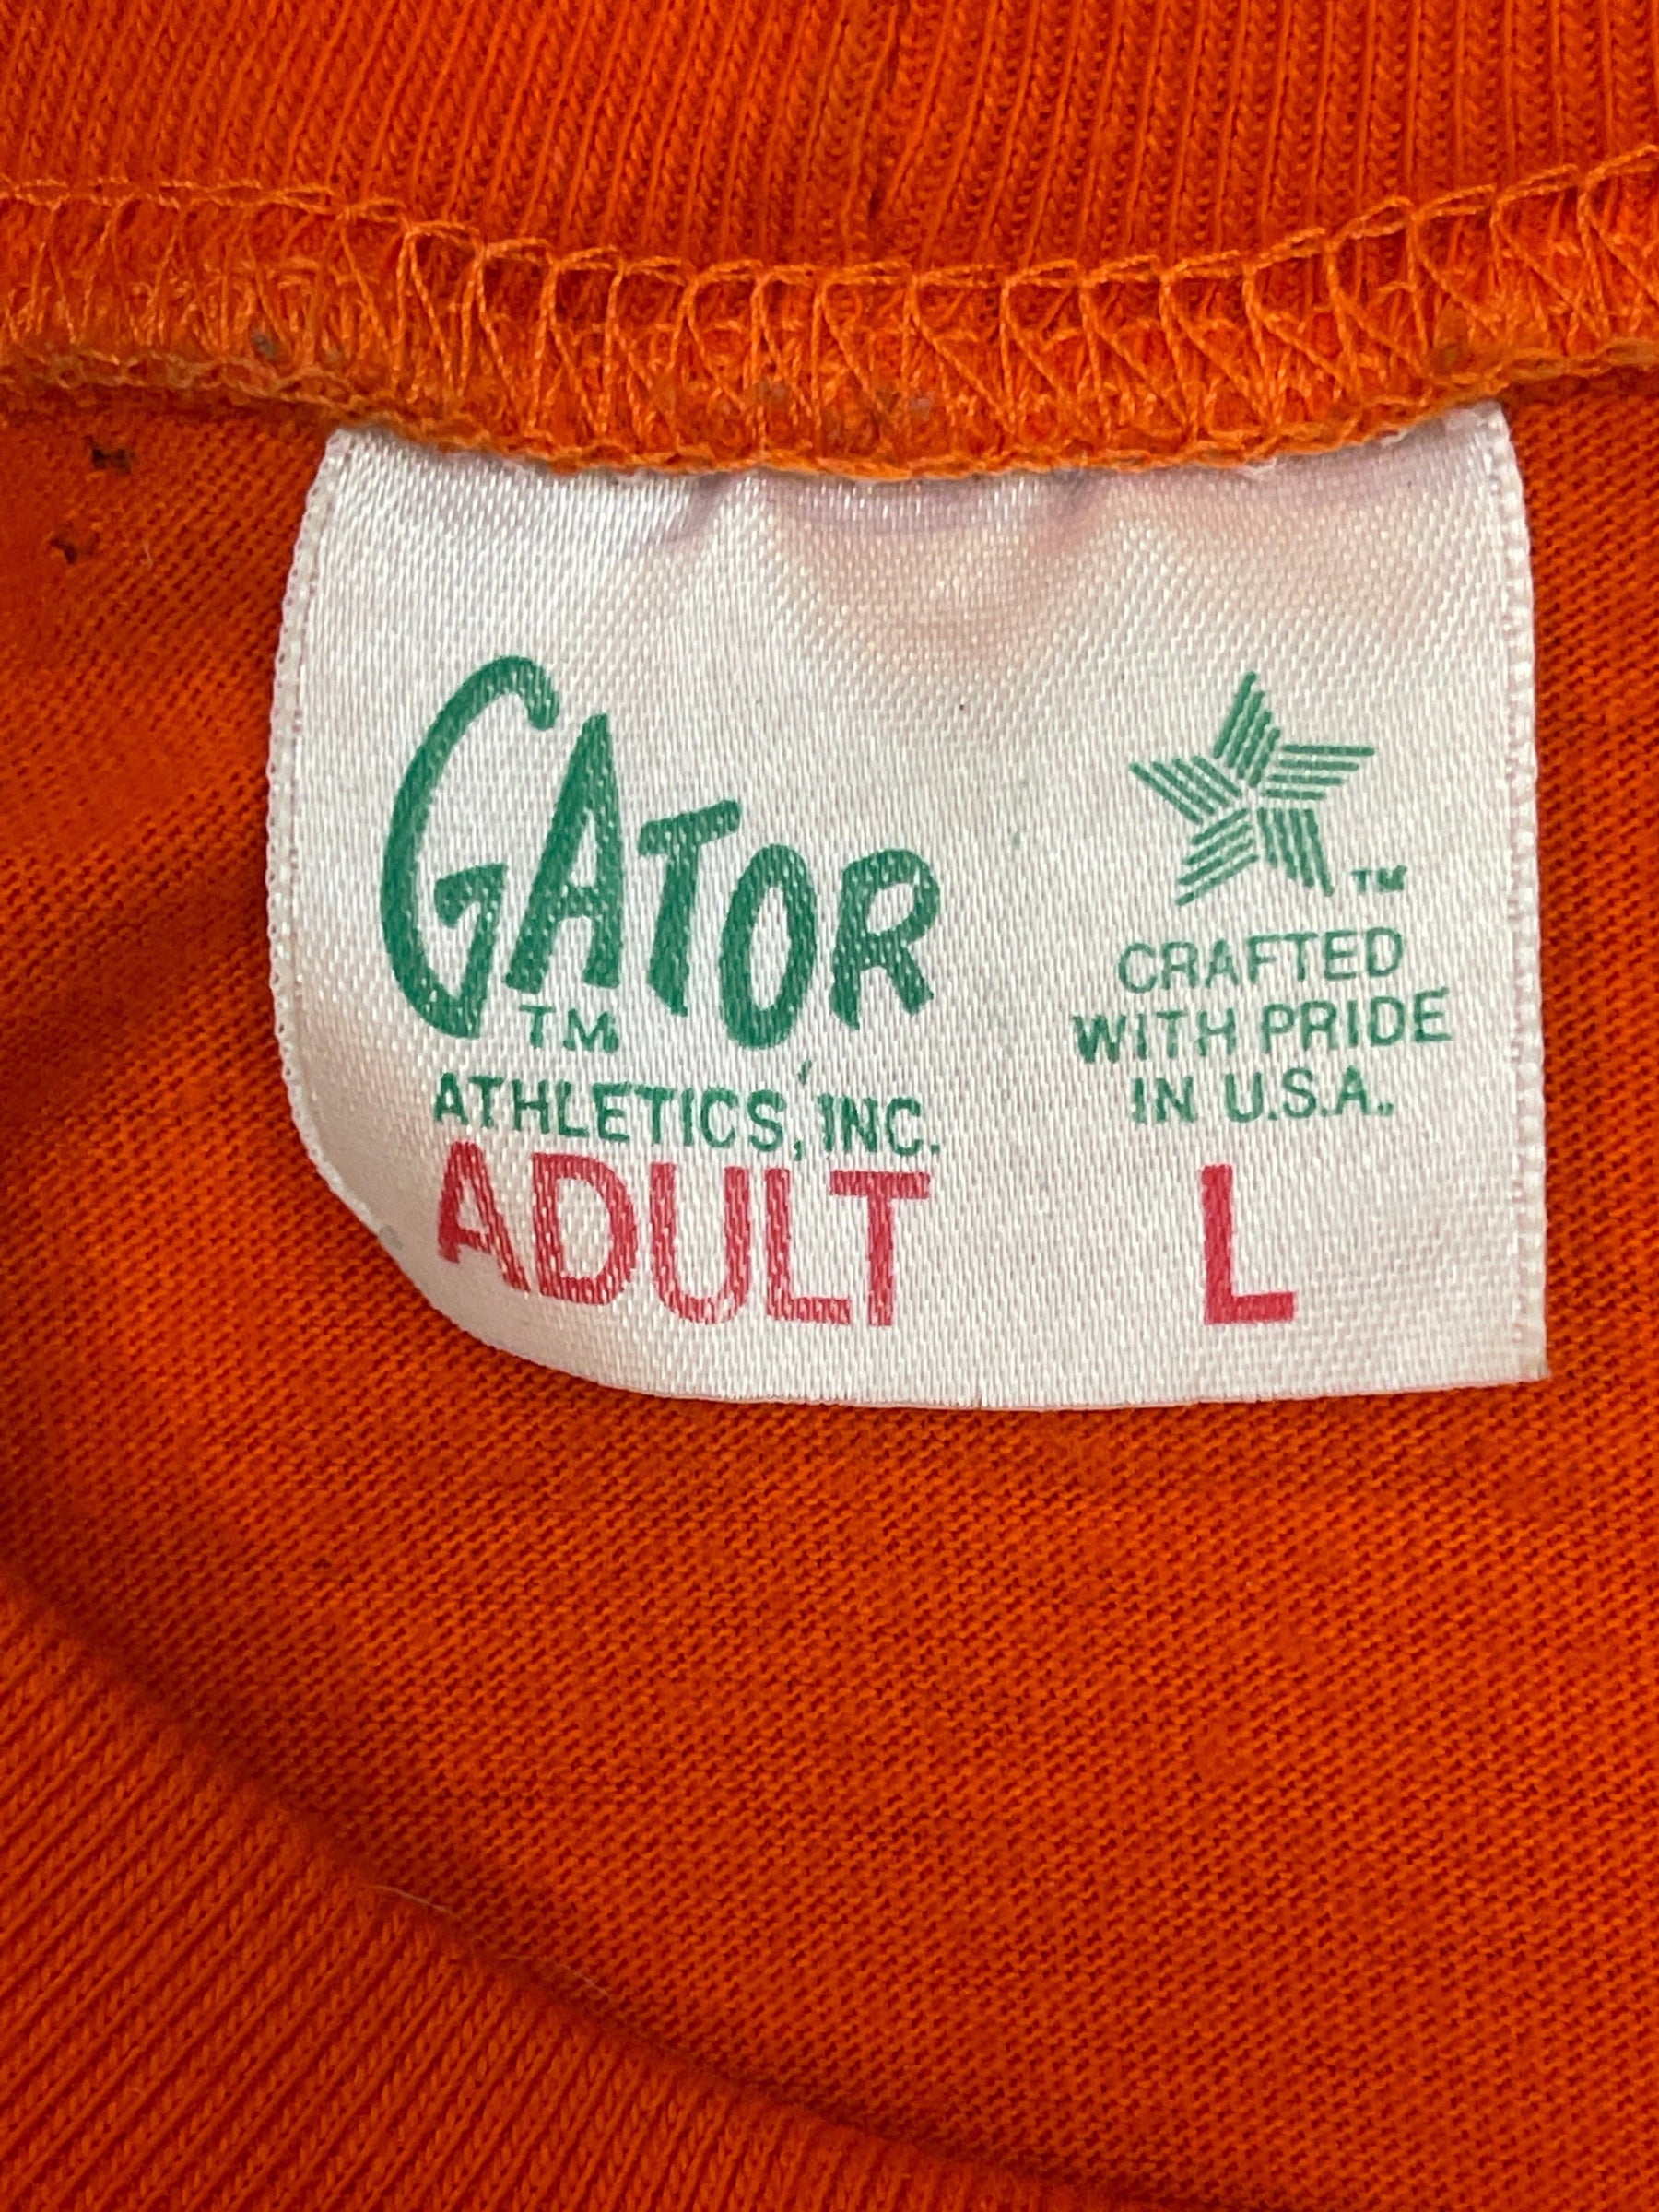 GATOR
TM
ATHLETICS, INC.
ADULT
TM
CRAFTED
WITH PRIDE
IN U.S.A.
L